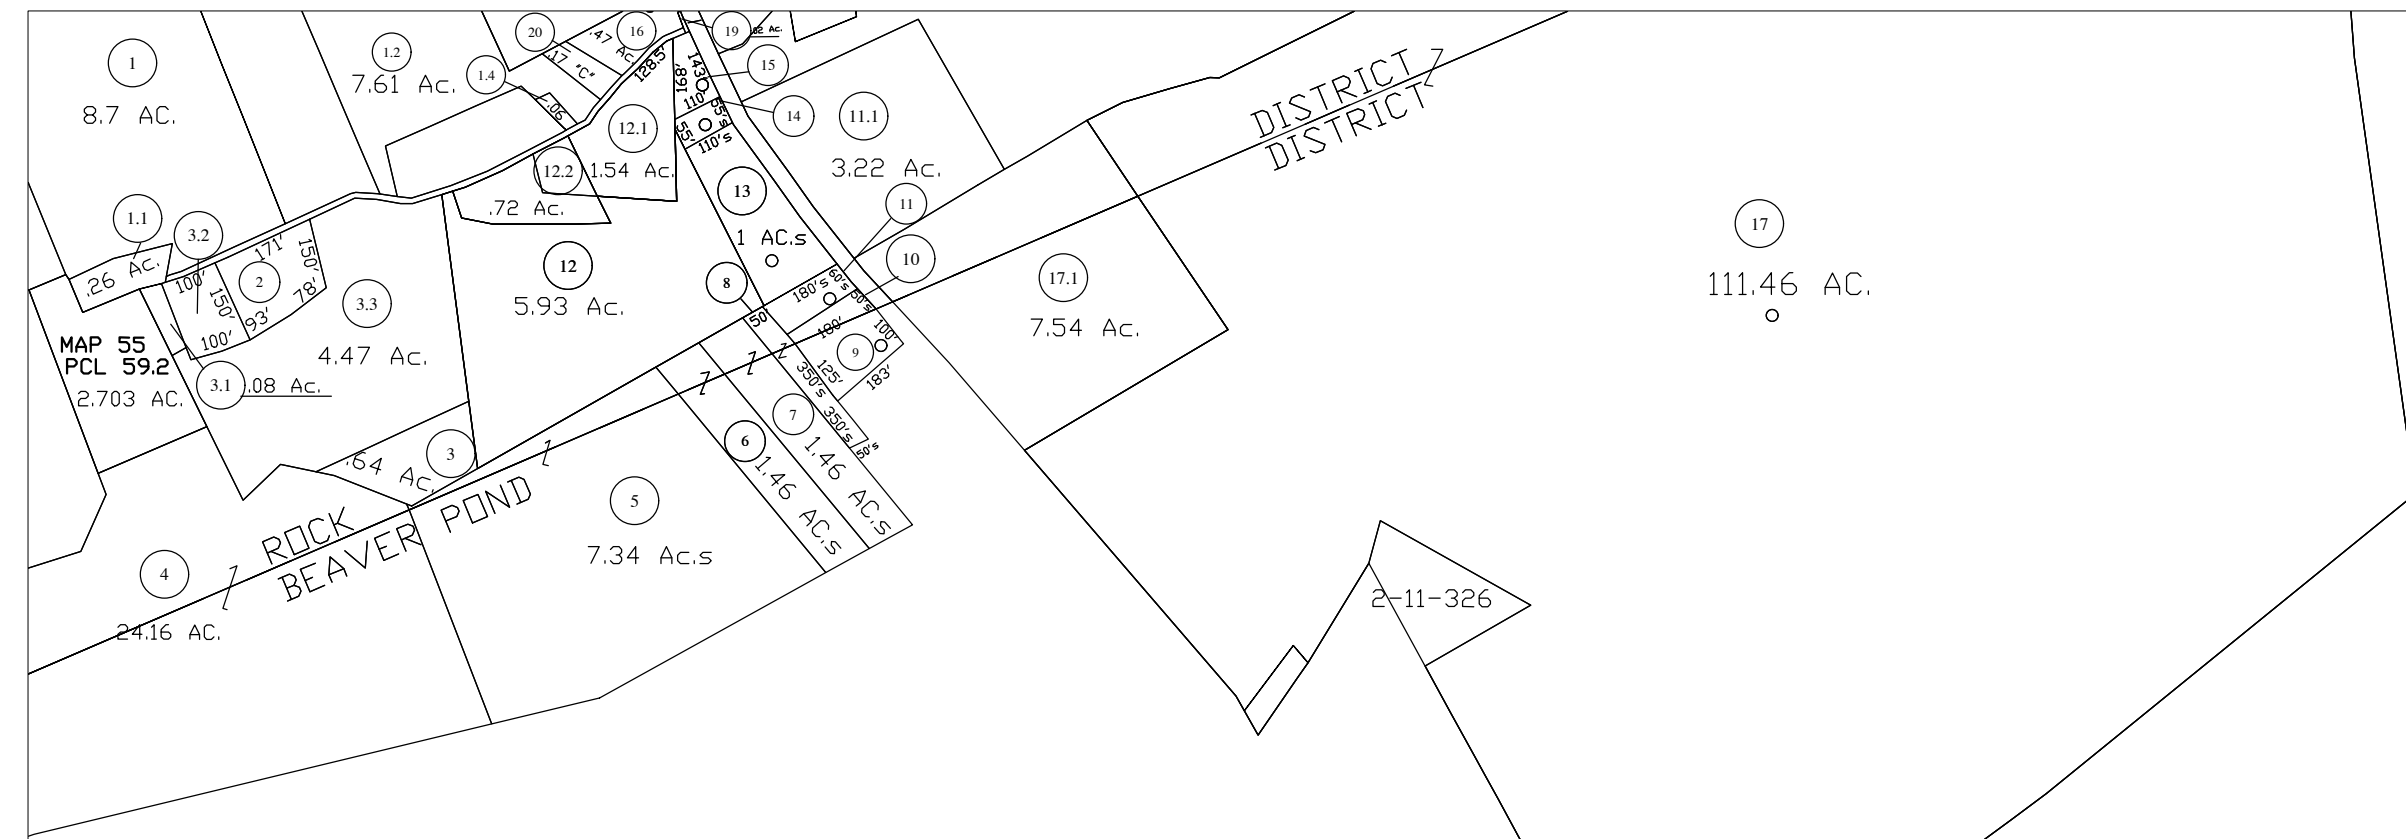 1
8.7 AC.
1.2
7.61 Ac.
20
16
.47 Ac.
.17 "C"
128.5'
19
.02 Ac.
1.4
.06
15
143'
168'
110'
55's
14
55'
110's
11.1
3.22 Ac.
12.1
1.54 Ac.
12.2
.72 Ac.
13
1 AC.s
DISTRICT
DISTRICT
11
10
17
111.46 AC.
17.1
7.54 Ac.
1.1
.26 Ac.
3.2
171'
150'
100'
2
150'
78'
93'
100'
3.3
4.47 Ac.
12
5.93 Ac.
8
180's
60's
50's
50'
180'
100'
9
125'
183'
350's
350's
50's
MAP 55
PCL 59.2
2.703 AC.
3.1
.08 Ac.
3
.64 Ac.
7
1.46 AC.s
6
1.46 AC.s
5
7.34 Ac.s
ROCK
BEAVER POND
4
24.16 AC.
2-11-326